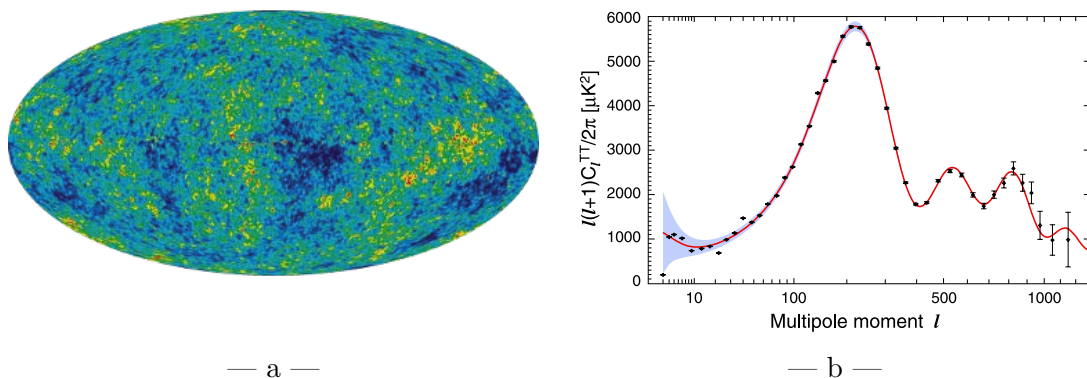 6000
5000
4000
3000
2000
1000
0
l(l+1)C_l^TT/2π [μK²]
10 100 500 1000
Multipole moment l
— a — — b —